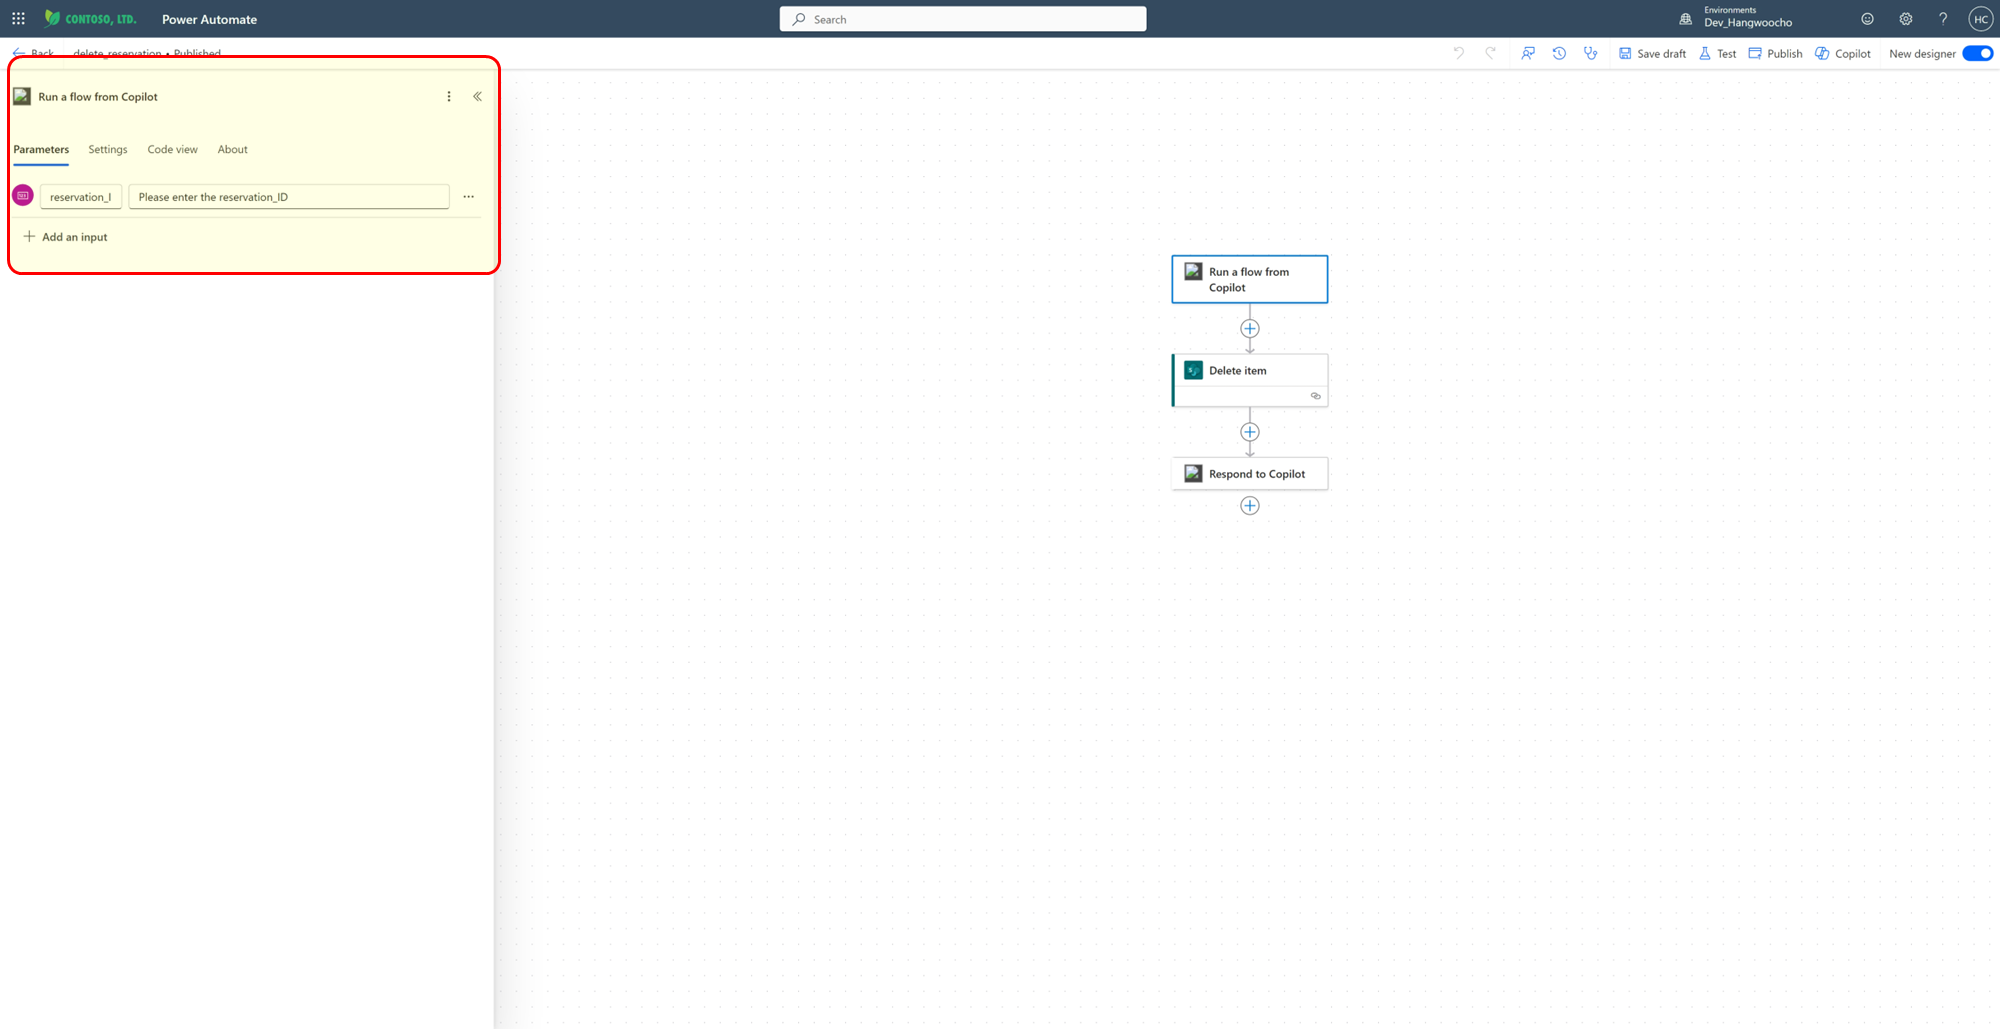 CONTOSO, LTD.
Power Automate
Search
Environments
Dev_Hangwoocho
HC
Back
delete_reservation • Published
Save draft
Test
Publish
Copilot
New designer
Run a flow from Copilot
Parameters
Settings
Code view
About
reservation_I
Please enter the reservation_ID
Add an input
Run a flow from
Copilot
Delete item
Respond to Copilot